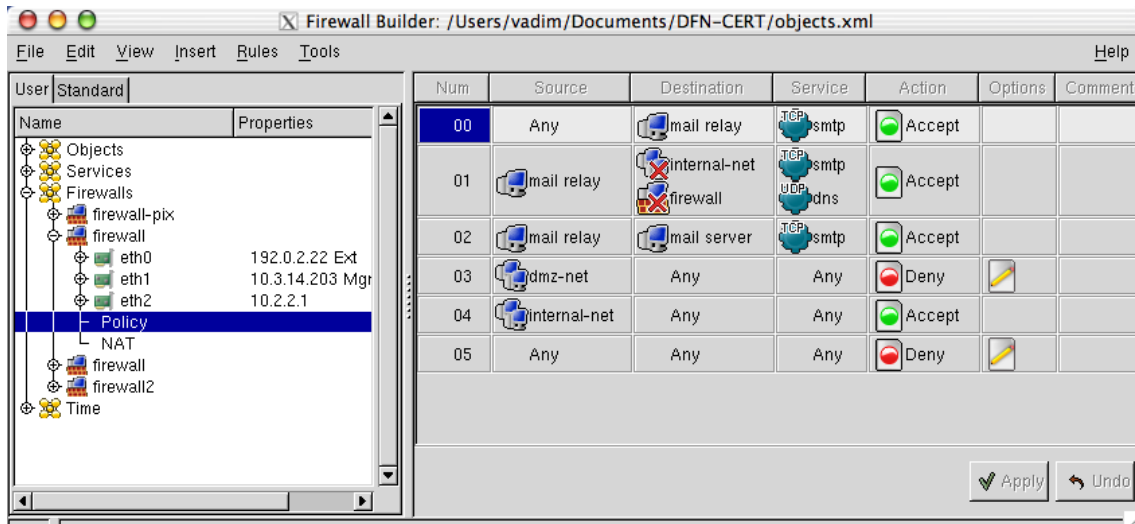 Firewall Builder: /Users/vadim/Documents/DFN-CERT/objects.xml
File Edit View Insert Rules Tools Help
User Standard
Name Properties
Objects
Services
Firewalls
firewall-pix
firewall
eth0 192.0.2.22 Ext
eth1 10.3.14.203 Mgr
eth2 10.2.2.1
Policy
NAT
firewall
firewall2
Time
Num Source Destination Service Action Options Comment
00 Any mail relay TCP smtp Accept
01 mail relay internal-net firewall TCP smtp UDP dns Accept
02 mail relay mail server TCP smtp Accept
03 dmz-net Any Any Deny
04 internal-net Any Any Accept
05 Any Any Any Deny
Apply Undo